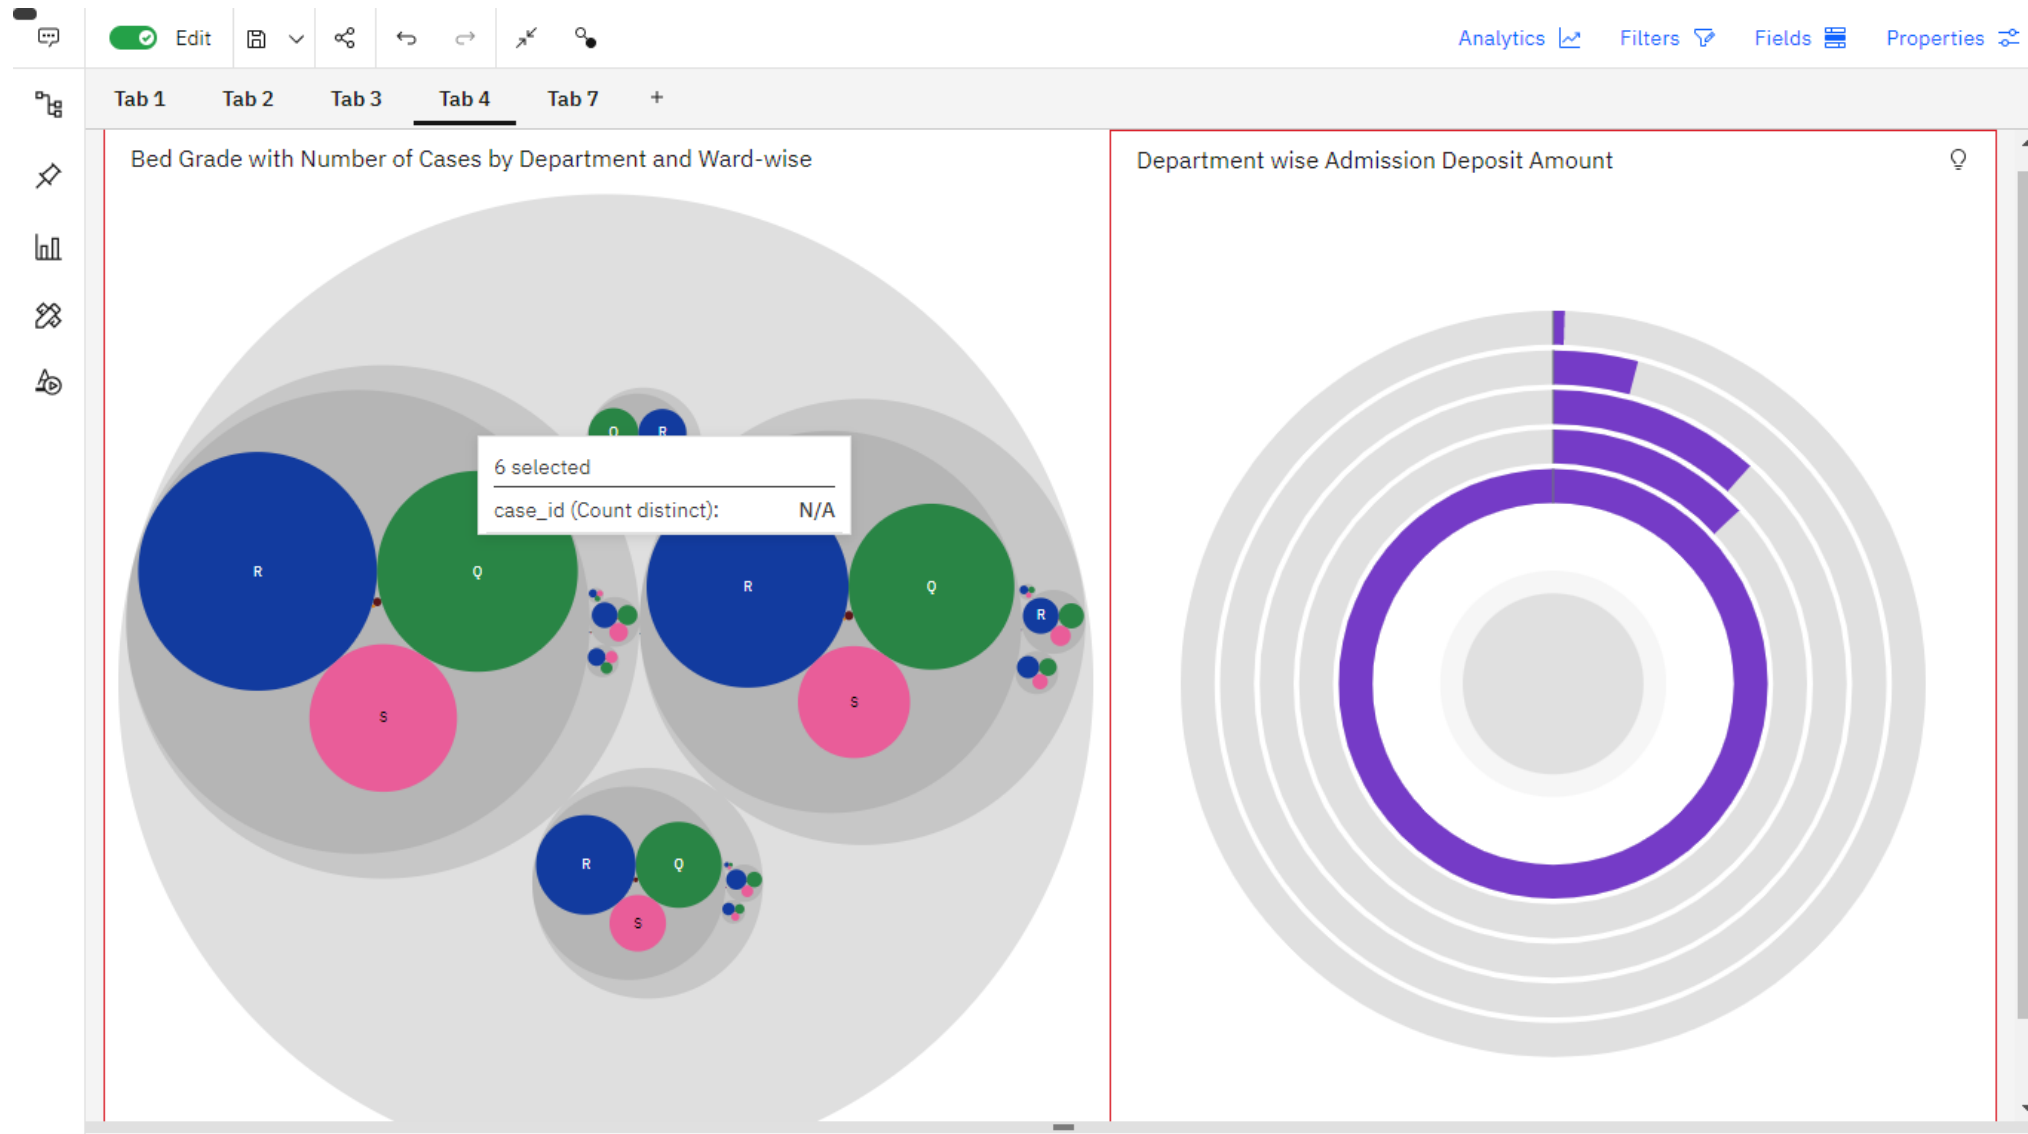 Edit
Analytics
Filters
Fields
Properties
Tab 1
Tab 2
Tab 3
Tab 4
Tab 7
+
Bed Grade with Number of Cases by Department and Ward-wise
Department wise Admission Deposit Amount
Q
R
6 selected
case_id (Count distinct): N/A
R
Q
R
Q
R
S
S
R
Q
S